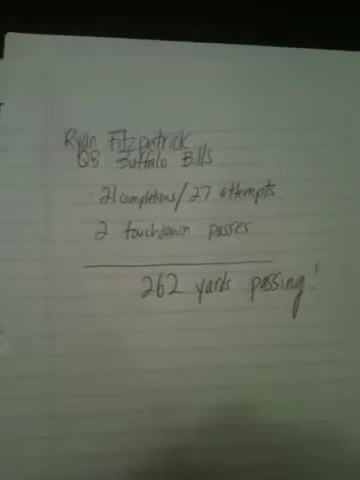 Ryan Fitzpatrick
QB Buffalo Bills
· 21 completions/27 attempts
2 touchdown passes
262 yards passing!